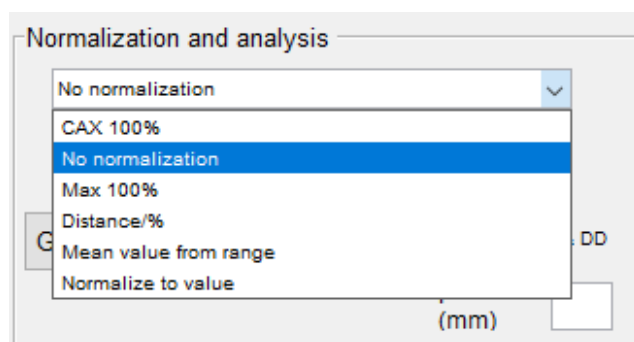 Normalization and analysis
No normalization
CAX 100%
No normalization
Max 100%
Distance/%
Mean value from range
Normalize to value
G
DD
(mm)